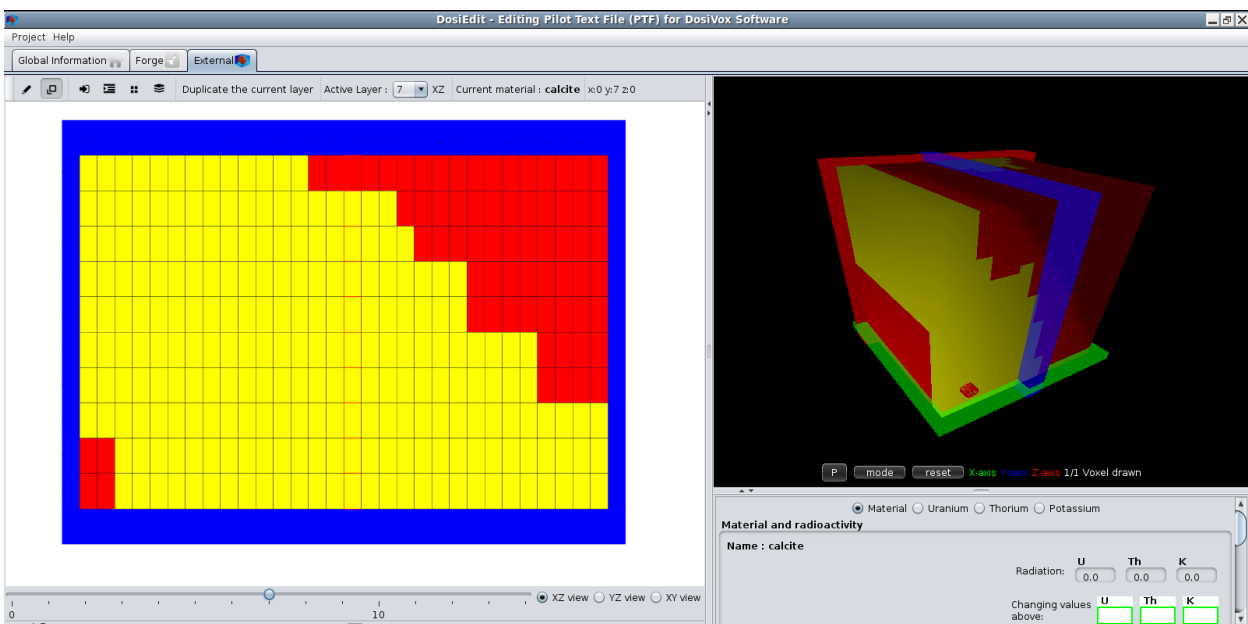 DosiEdit - Editing Pilot Text File (PTF) for DosiVox Software
Project Help
Global Information Forge External
Duplicate the current layer Active Layer : 7 XZ Current material : calcite x:0 y:7 z:0
P mode reset X-axis Y-axis Z-axis 1/1 Voxel drawn
Material Uranium Thorium Potassium
Material and radioactivity
Name : calcite
U Th K
Radiation: 0.0 0.0 0.0
Changing values above: U Th K
XZ view YZ view XY view
0 10